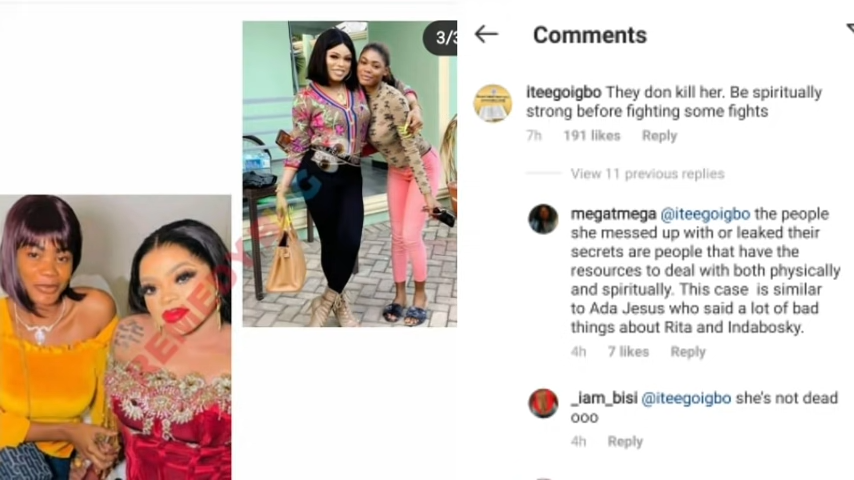 3/3
Comments
iteegoigbo They don kill her. Be spiritually
strong before fighting some fights
7h 191 likes Reply
View 11 previous replies
megatmega @iteegoigbo the people
she messed up with or leaked their
secrets are people that have the
resources to deal with both physically
and spiritually. This case is similar
to Ada Jesus who said a lot of bad
things about Rita and Indabosky.
4h 7 likes Reply
_iam_bisi @iteegoigbo she's not dead
ooo
4h Reply